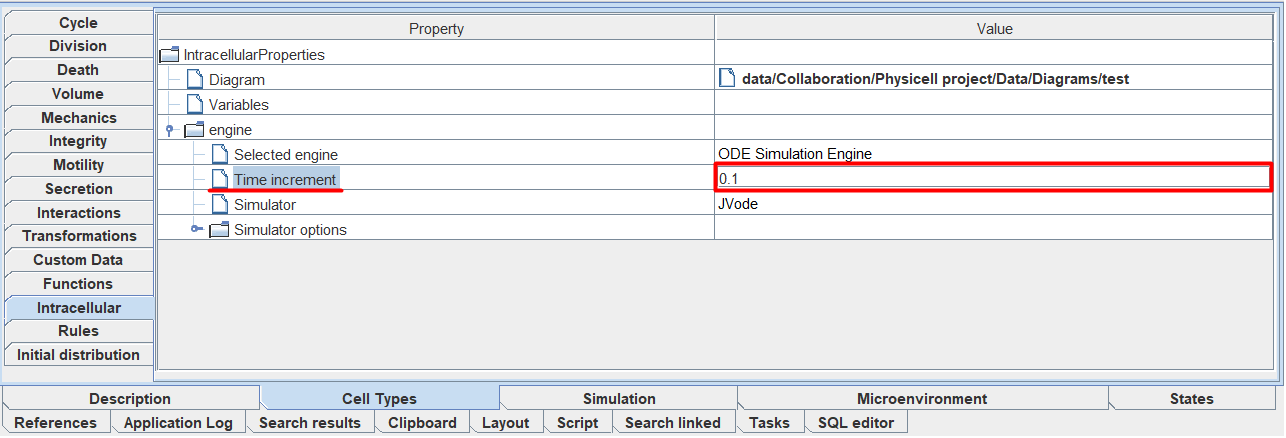 Cycle
Division
Death
Volume
Mechanics
Integrity
Motility
Secretion
Interactions
Transformations
Custom Data
Functions
Intracellular
Rules
Initial distribution
Property Value
IntracellularProperties
Diagram data/Collaboration/Physicell project/Data/Diagrams/test
Variables
engine
Selected engine ODE Simulation Engine
Time increment 0.1
Simulator JVode
Simulator options
Description Cell Types Simulation Microenvironment States
References Application Log Search results Clipboard Layout Script Search linked Tasks SQL editor